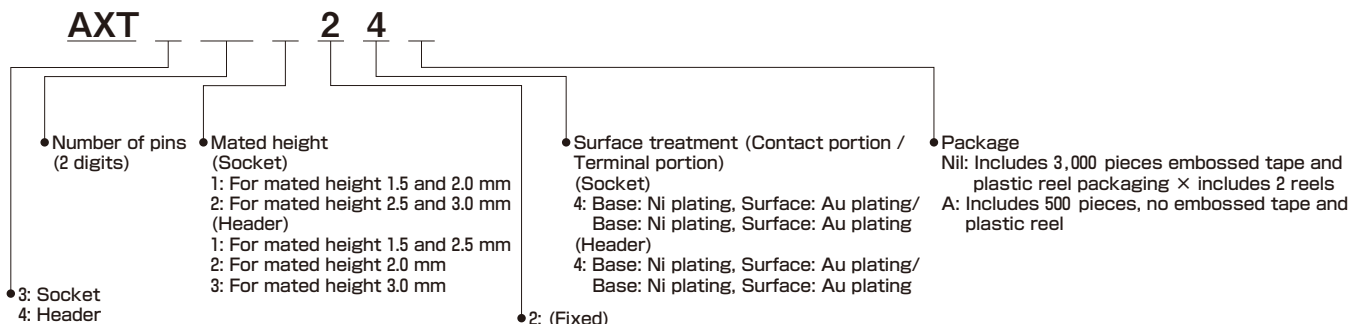 AXT 2 4
Number of pins
(2 digits)
Mated height
(Socket)
1: For mated height 1.5 and 2.0 mm
2: For mated height 2.5 and 3.0 mm
(Header)
1: For mated height 1.5 and 2.5 mm
2: For mated height 2.0 mm
3: For mated height 3.0 mm
Surface treatment (Contact portion /
Terminal portion)
(Socket)
4: Base: Ni plating, Surface: Au plating/
Base: Ni plating, Surface: Au plating
(Header)
4: Base: Ni plating, Surface: Au plating/
Base: Ni plating, Surface: Au plating
Package
Nil: Includes 3,000 pieces embossed tape and
plastic reel packaging × includes 2 reels
A: Includes 500 pieces, no embossed tape and
plastic reel
3: Socket
4: Header
2: (Fixed)